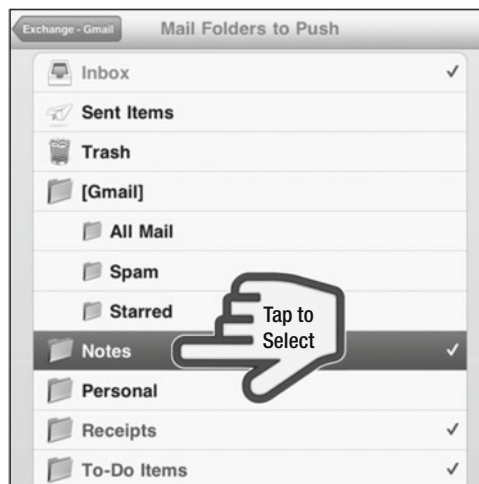 Exchange - Gmail Mail Folders to Push
Inbox ✓
Sent Items
Trash
[Gmail]
All Mail
Spam
Starred
Tap to
Select
Notes ✓
Personal
Receipts ✓
To-Do Items ✓